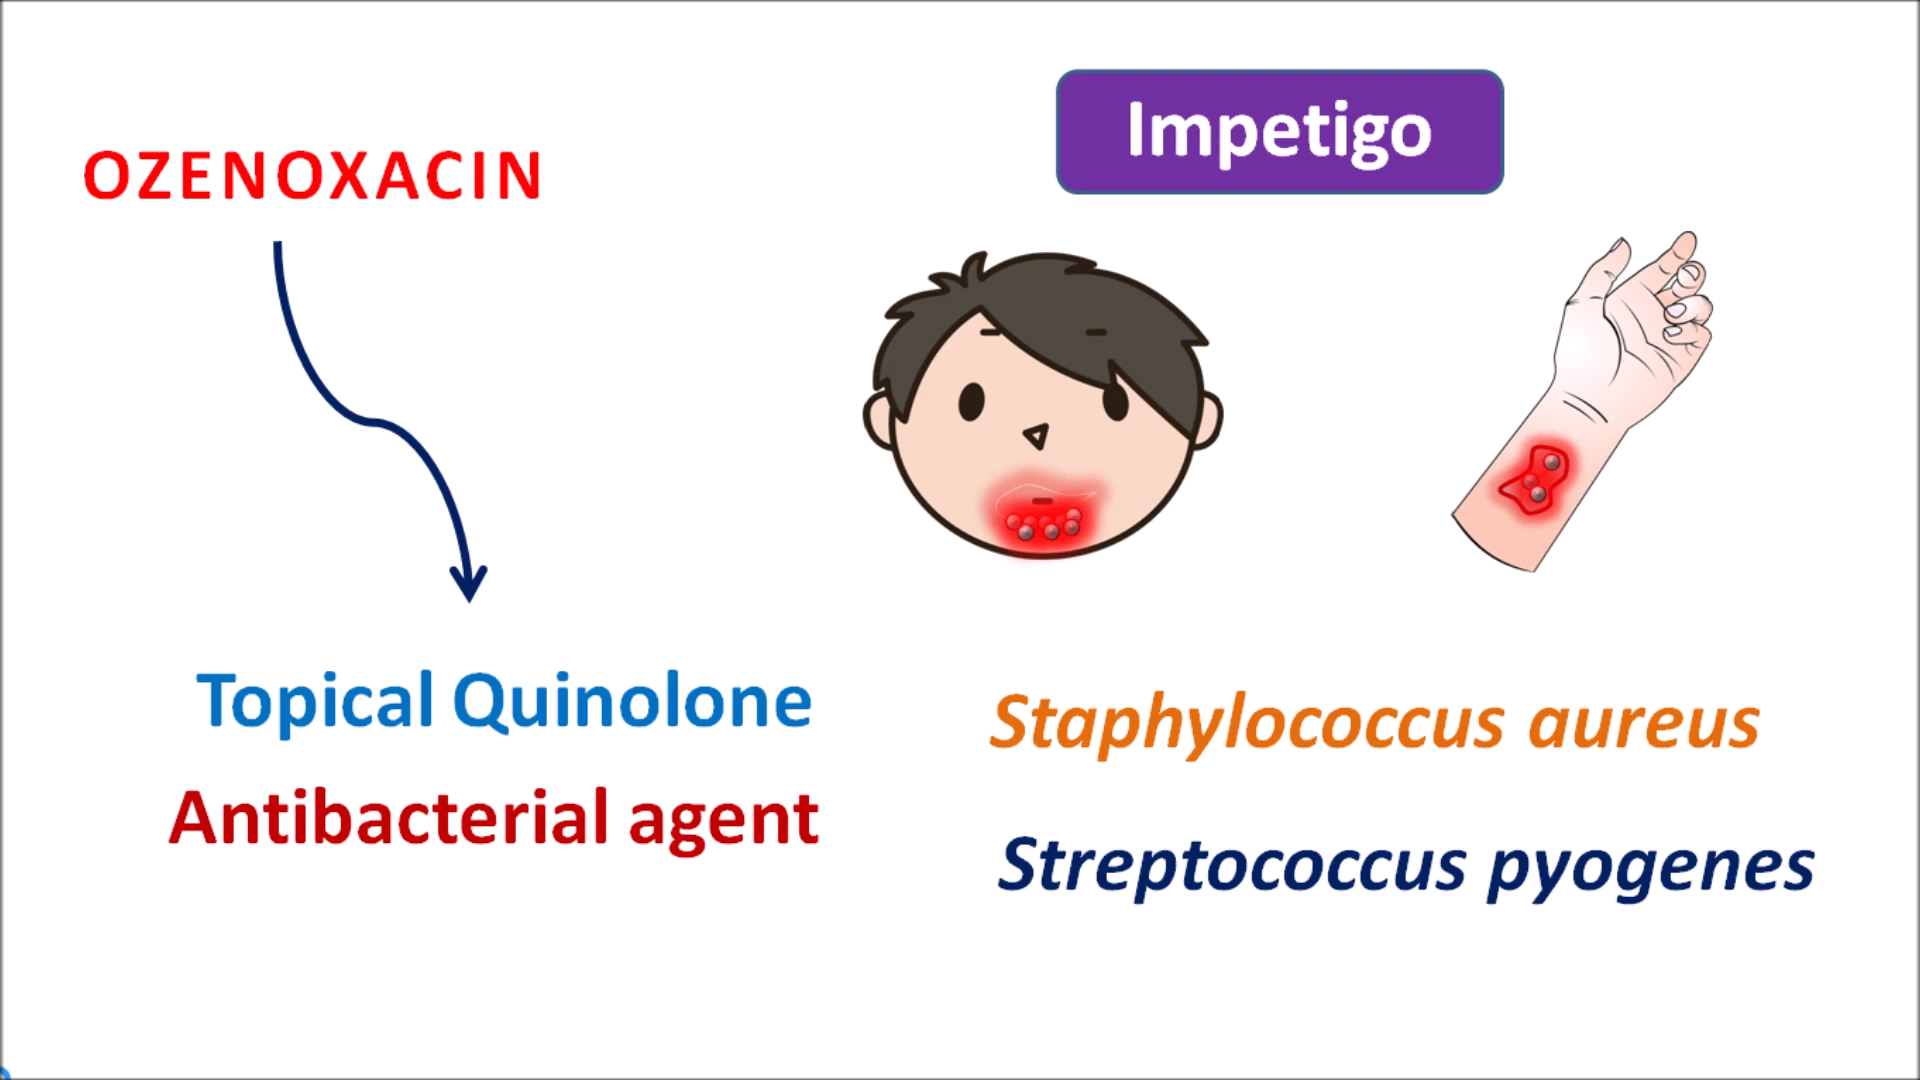 OZENOXACIN
Topical Quinolone
Antibacterial agent
Impetigo
Staphylococcus aureus
Streptococcus pyogenes